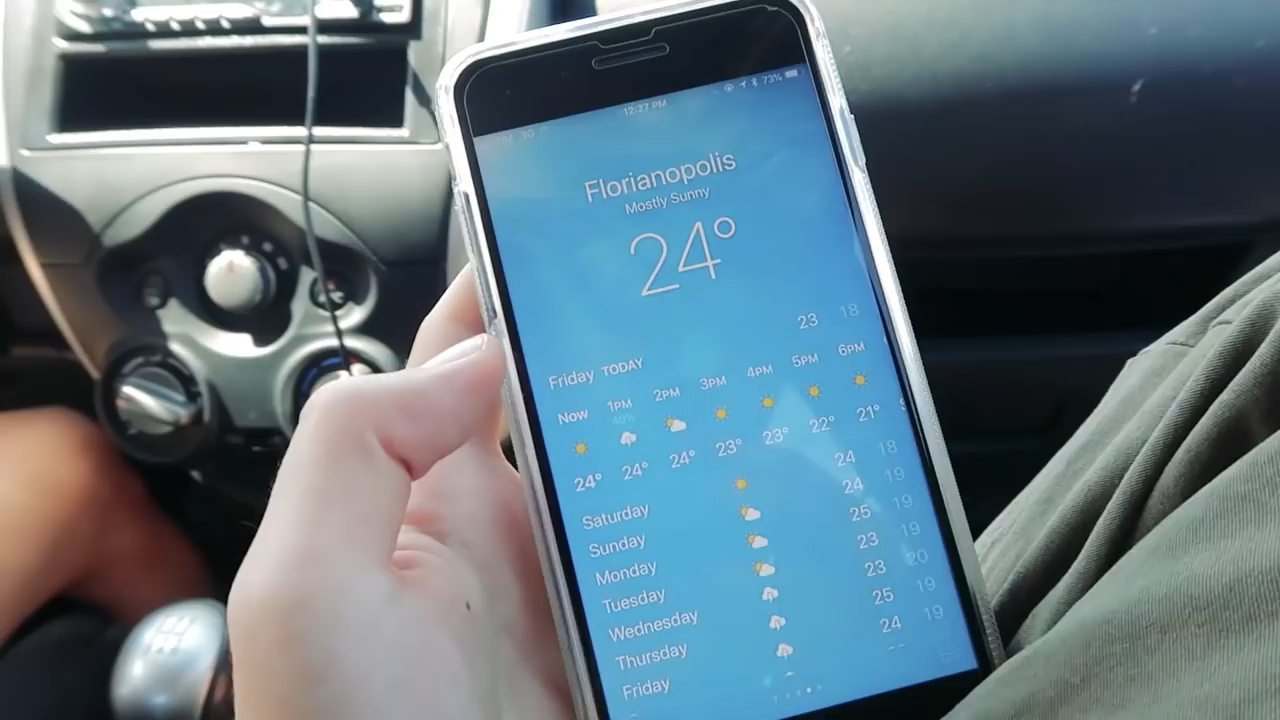 3G 12:27 PM 73%
Florianopolis
Mostly Sunny
24°
Friday TODAY 23 18
Now 1PM 2PM 3PM 4PM 5PM 6PM
40%
24° 24° 24° 23° 23° 22° 21°
Saturday 24 18
Sunday 24 19
Monday 25 19
Tuesday 23 19
Wednesday 23 20
Thursday 25 19
Friday 24 19